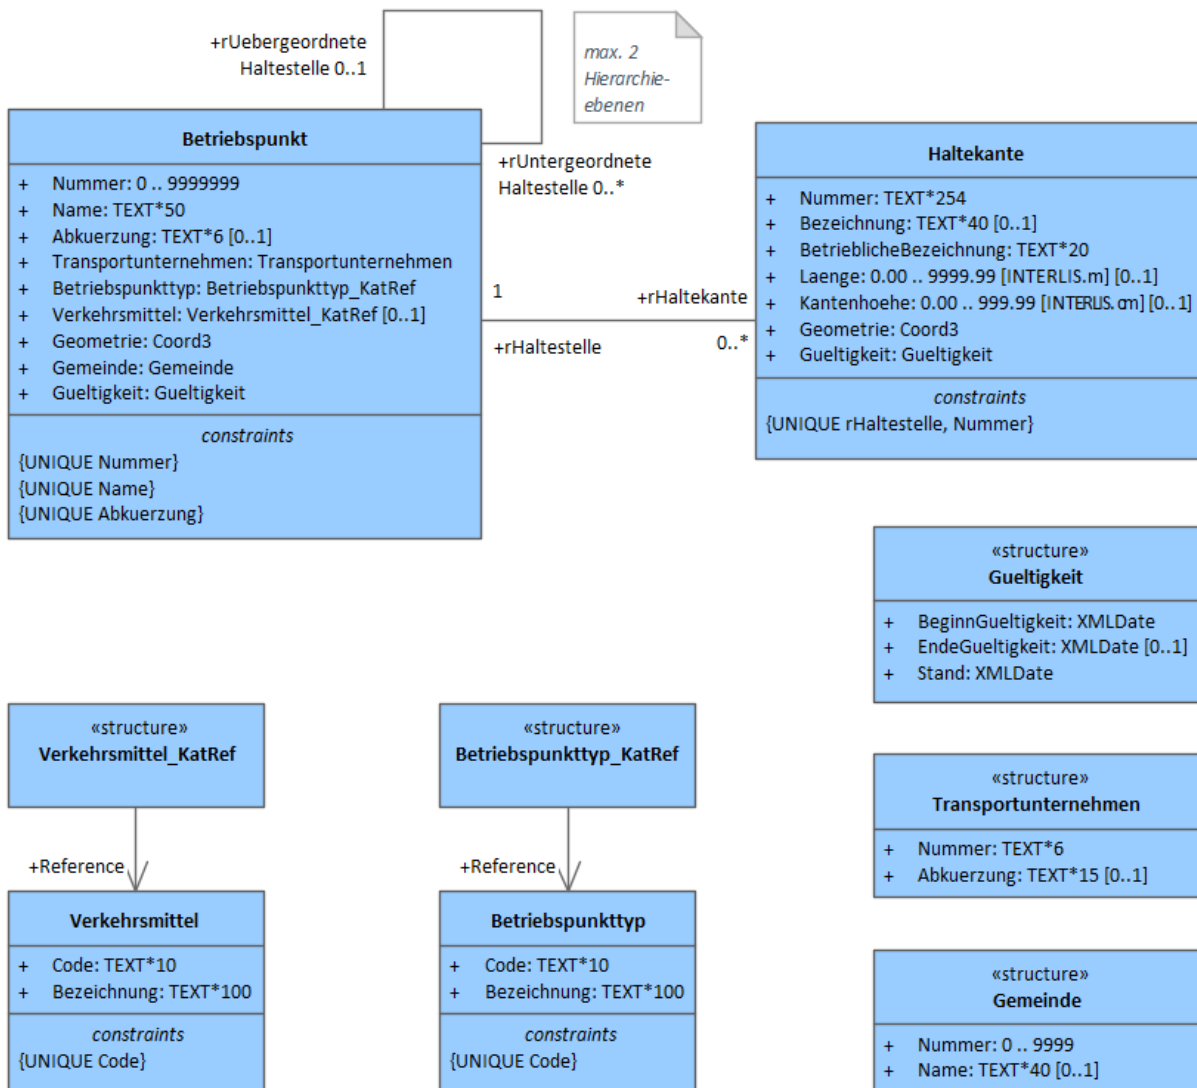 +rUebergeordnete
Haltestelle 0..1
max. 2
Hierarchie-
ebenen
Betriebspunkt
+ Nummer: 0 .. 9999999
+ Name: TEXT*50
+ Abkuerzung: TEXT*6 [0..1]
+ Transportunternehmen: Transportunternehmen
+ Betriebspunkttyp: Betriebspunkttyp_KatRef
+ Verkehrsmittel: Verkehrsmittel_KatRef [0..1]
+ Geometrie: Coord3
+ Gemeinde: Gemeinde
+ Gueltigkeit: Gueltigkeit
constraints
{UNIQUE Nummer}
{UNIQUE Name}
{UNIQUE Abkuerzung}
+rUntergeordnete
Haltestelle 0..*
1
+rHaltekante
+rHaltestelle
0..*
Haltekante
+ Nummer: TEXT*254
+ Bezeichnung: TEXT*40 [0..1]
+ BetrieblicheBezeichnung: TEXT*20
+ Laenge: 0.00 .. 9999.99 [INTERLIS.m] [0..1]
+ Kantenhoehe: 0.00 .. 999.99 [INTERLIS.cm] [0..1]
+ Geometrie: Coord3
+ Gueltigkeit: Gueltigkeit
constraints
{UNIQUE rHaltestelle, Nummer}
«structure»
Gueltigkeit
+ BeginnGueltigkeit: XMLDate
+ EndeGueltigkeit: XMLDate [0..1]
+ Stand: XMLDate
«structure»
Verkehrsmittel_KatRef
+Reference
Verkehrsmittel
+ Code: TEXT*10
+ Bezeichnung: TEXT*100
constraints
{UNIQUE Code}
«structure»
Betriebspunkttyp_KatRef
+Reference
Betriebspunkttyp
+ Code: TEXT*10
+ Bezeichnung: TEXT*100
constraints
{UNIQUE Code}
«structure»
Transportunternehmen
+ Nummer: TEXT*6
+ Abkuerzung: TEXT*15 [0..1]
«structure»
Gemeinde
+ Nummer: 0 .. 9999
+ Name: TEXT*40 [0..1]